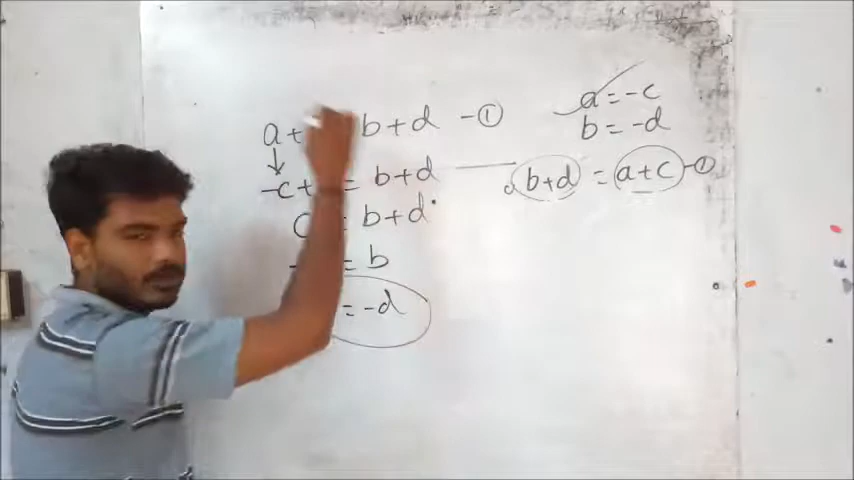 a+ b+d -①
-c+ = b+d
= b+d
= b
= -d
a = -c
b = -d
b+d = a+c -①